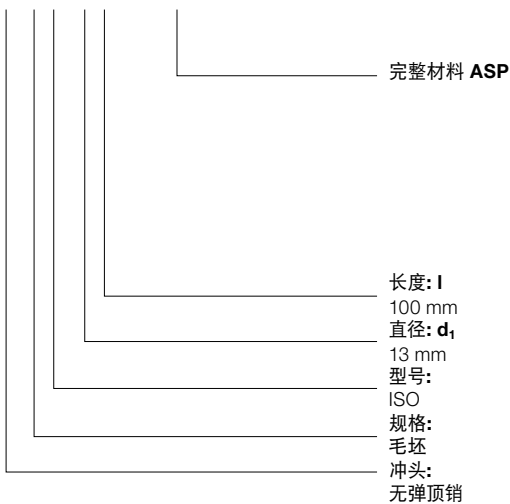 完整材料 ASP
长度: l
100 mm
直径: d₁
13 mm
型号:
ISO
规格:
毛坯
冲头:
无弹顶销